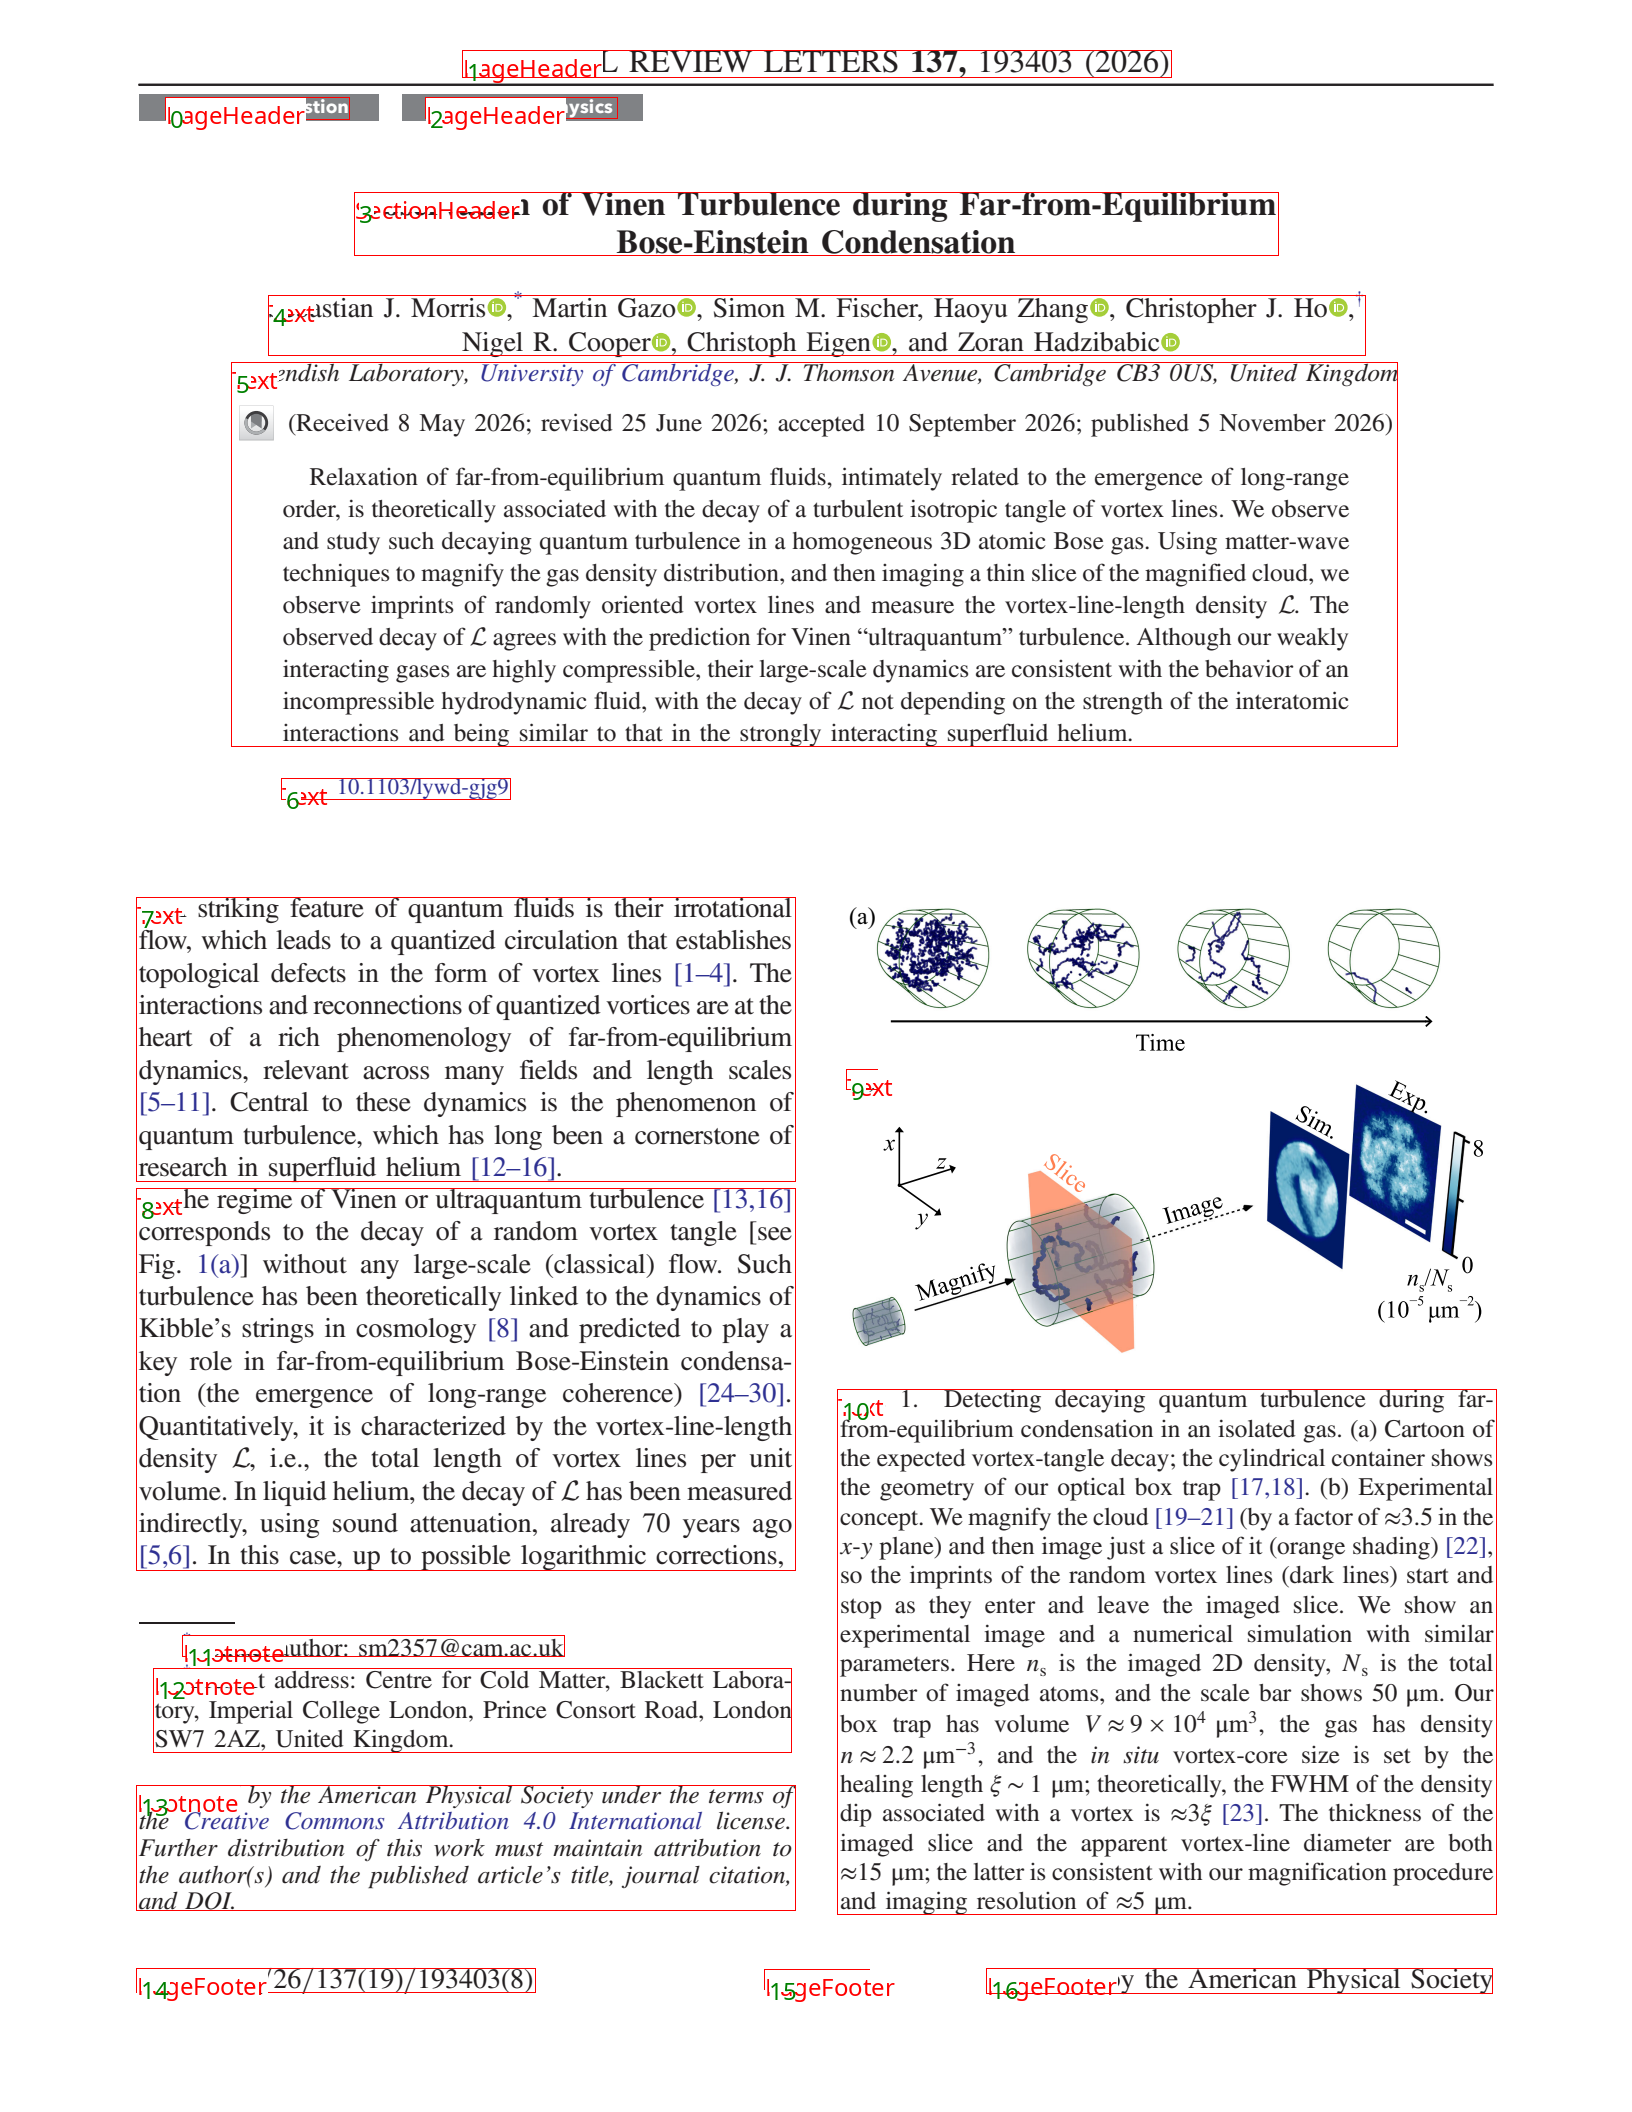 L REVIEW LETTERS 137, 193403 (2026)
1 ageHeader
stion
0 ageHeader
ysics
2 ageHeader
3 SectionHeader
n of Vinen Turbulence during Far-from-Equilibrium
Bose-Einstein Condensation
4 ext
astian J. Morris,* Martin Gazo, Simon M. Fischer, Haoyu Zhang, Christopher J. Ho,†
Nigel R. Cooper, Christoph Eigen, and Zoran Hadzibabic
5 ext
endish Laboratory, University of Cambridge, J. J. Thomson Avenue, Cambridge CB3 0US, United Kingdom
(Received 8 May 2026; revised 25 June 2026; accepted 10 September 2026; published 5 November 2026)
Relaxation of far-from-equilibrium quantum fluids, intimately related to the emergence of long-range
order, is theoretically associated with the decay of a turbulent isotropic tangle of vortex lines. We observe
and study such decaying quantum turbulence in a homogeneous 3D atomic Bose gas. Using matter-wave
techniques to magnify the gas density distribution, and then imaging a thin slice of the magnified cloud, we
observe imprints of randomly oriented vortex lines and measure the vortex-line-length density ℒ. The
observed decay of ℒ agrees with the prediction for Vinen “ultraquantum” turbulence. Although our weakly
interacting gases are highly compressible, their large-scale dynamics are consistent with the behavior of an
incompressible hydrodynamic fluid, with the decay of ℒ not depending on the strength of the interatomic
interactions and being similar to that in the strongly interacting superfluid helium.
6 ext
10.1103/lywd-gjg9
7 ext
striking feature of quantum fluids is their irrotational
flow, which leads to a quantized circulation that establishes
topological defects in the form of vortex lines [1–4]. The
interactions and reconnections of quantized vortices are at the
heart of a rich phenomenology of far-from-equilibrium
dynamics, relevant across many fields and length scales
[5–11]. Central to these dynamics is the phenomenon of
quantum turbulence, which has long been a cornerstone of
research in superfluid helium [12–16].
8 ext
he regime of Vinen or ultraquantum turbulence [13,16]
corresponds to the decay of a random vortex tangle [see
Fig. 1(a)] without any large-scale (classical) flow. Such
turbulence has been theoretically linked to the dynamics of
Kibble’s strings in cosmology [8] and predicted to play a
key role in far-from-equilibrium Bose-Einstein condensa-
tion (the emergence of long-range coherence) [24–30].
Quantitatively, it is characterized by the vortex-line-length
density ℒ, i.e., the total length of vortex lines per unit
volume. In liquid helium, the decay of ℒ has been measured
indirectly, using sound attenuation, already 70 years ago
[5,6]. In this case, up to possible logarithmic corrections,
11 otnote
uthor: sm2357@cam.ac.uk
12 otnote
t address: Centre for Cold Matter, Blackett Labora-
tory, Imperial College London, Prince Consort Road, London
SW7 2AZ, United Kingdom.
13 otnote
by the American Physical Society under the terms of
the Creative Commons Attribution 4.0 International license.
Further distribution of this work must maintain attribution to
the author(s) and the published article’s title, journal citation,
and DOI.
(a)
Time
9 ext
x
z
y
Slice
Magnify
Image
Sim.
Exp.
8
0
nₛ/Nₛ
(10⁻⁵ μm⁻²)
10 xt
1. Detecting decaying quantum turbulence during far-
from-equilibrium condensation in an isolated gas. (a) Cartoon of
the expected vortex-tangle decay; the cylindrical container shows
the geometry of our optical box trap [17,18]. (b) Experimental
concept. We magnify the cloud [19–21] (by a factor of ≈3.5 in the
x-y plane) and then image just a slice of it (orange shading) [22],
so the imprints of the random vortex lines (dark lines) start and
stop as they enter and leave the imaged slice. We show an
experimental image and a numerical simulation with similar
parameters. Here nₛ is the imaged 2D density, Nₛ is the total
number of imaged atoms, and the scale bar shows 50 μm. Our
box trap has volume V ≈ 9 × 10⁴ μm³, the gas has density
n ≈ 2.2 μm⁻³, and the in situ vortex-core size is set by the
healing length ξ ∼ 1 μm; theoretically, the FWHM of the density
dip associated with a vortex is ≈3ξ [23]. The thickness of the
imaged slice and the apparent vortex-line diameter are both
≈15 μm; the latter is consistent with our magnification procedure
and imaging resolution of ≈5 μm.
14 geFooter
26/137(19)/193403(8)
15 geFooter
16 geFooter
y the American Physical Society